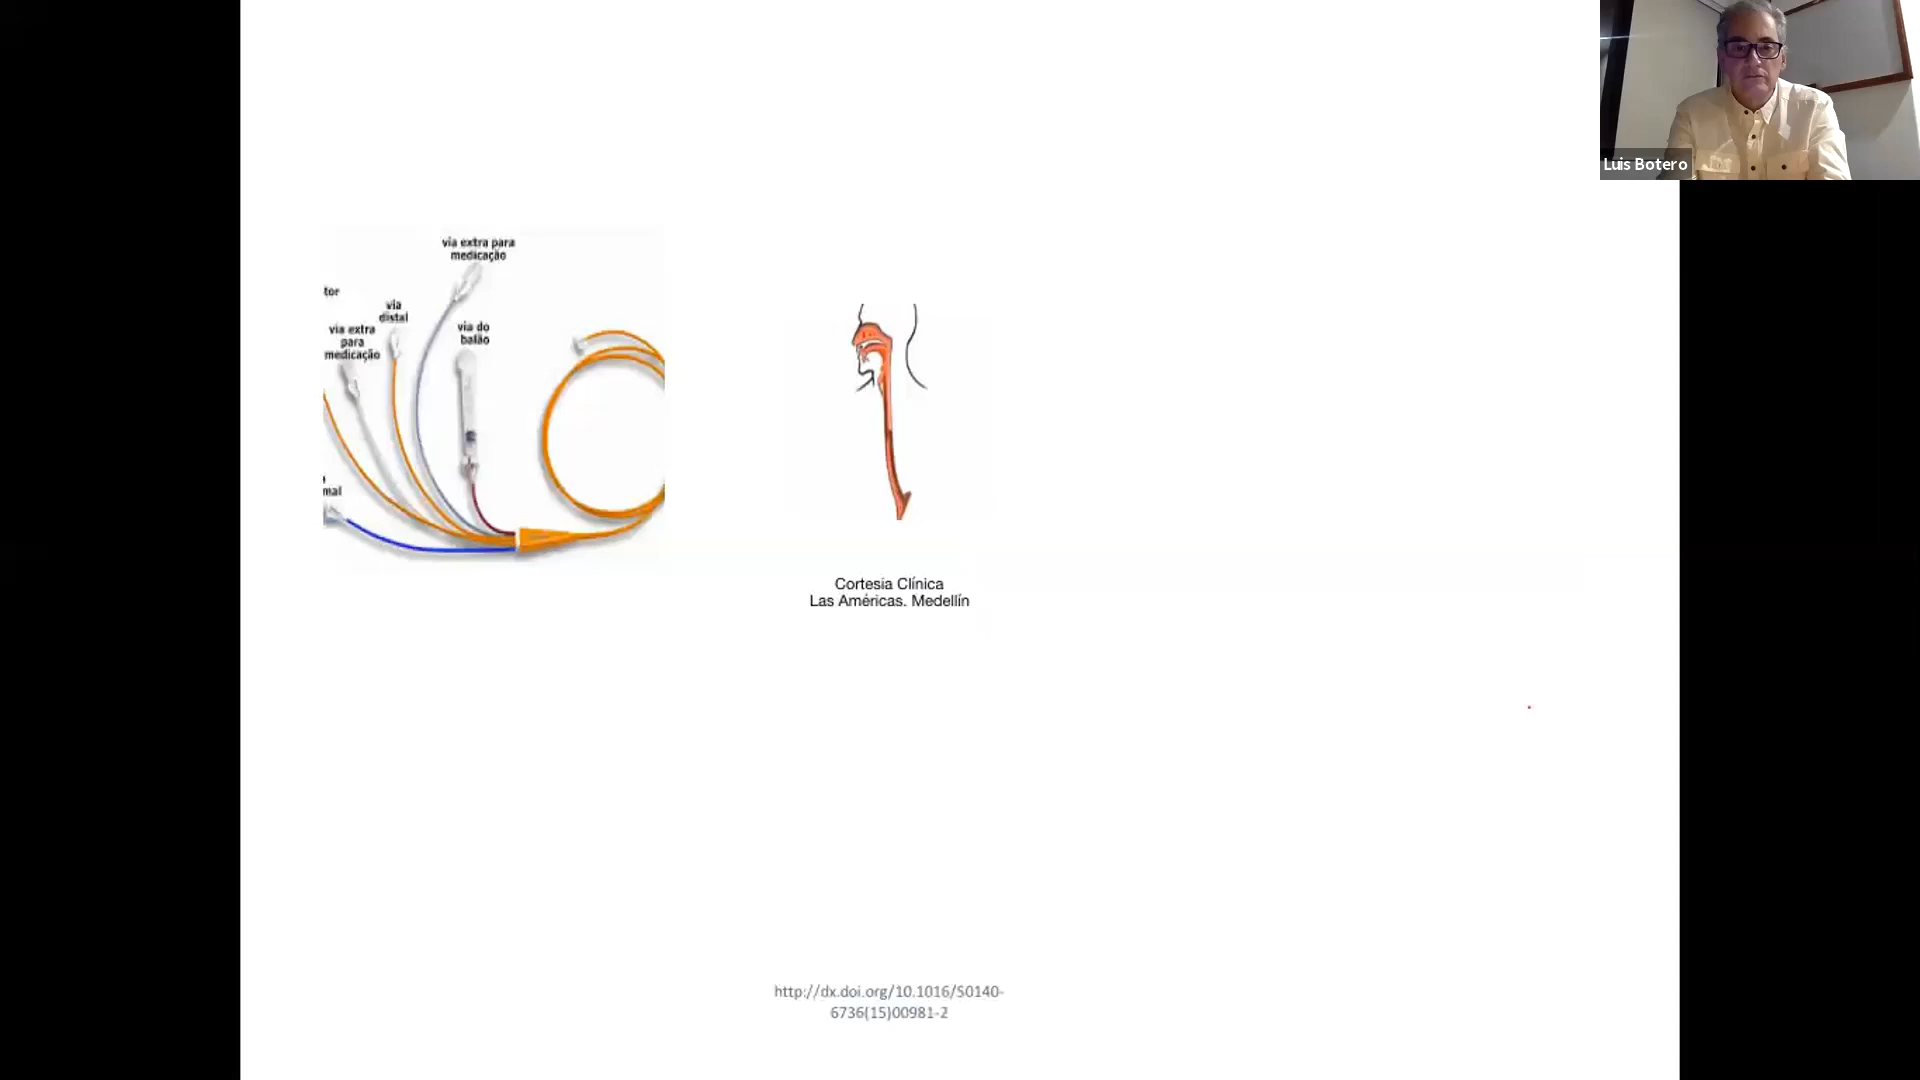 Luis Botero
via extra para
medicação
tor
via
distal
via extra
para
medicação
via do
balão
mal
Cortesia Clínica
Las Américas. Medellín
http://dx.doi.org/10.1016/S0140-
6736(15)00981-2